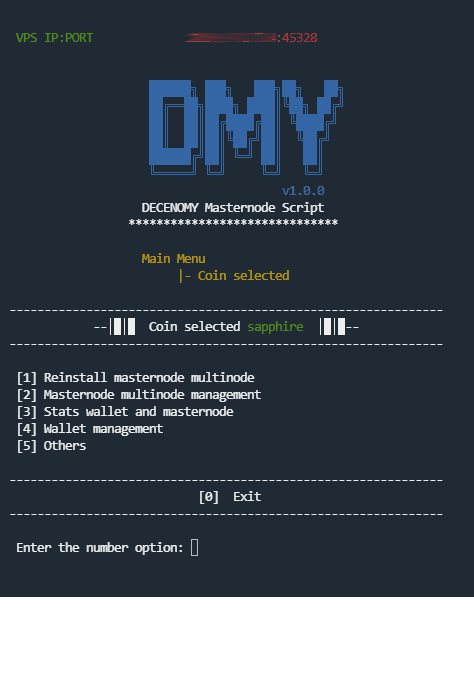 VPS IP:PORT :45328
DMY
v1.0.0
DECENOMY Masternode Script
******************************
Main Menu
|- Coin selected
--------------------------------------------------------------
--|█|█ Coin selected sapphire |█|█--
--------------------------------------------------------------
[1] Reinstall masternode multinode
[2] Masternode multinode management
[3] Stats wallet and masternode
[4] Wallet management
[5] Others
--------------------------------------------------------------
[0] Exit
--------------------------------------------------------------
Enter the number option: